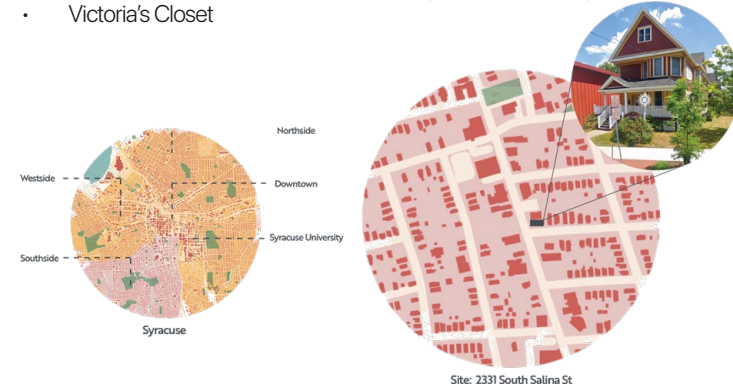 • Victoria's Closet
Northside
Westside
Downtown
Syracuse University
Southside
Syracuse
Site: 2331 South Salina St